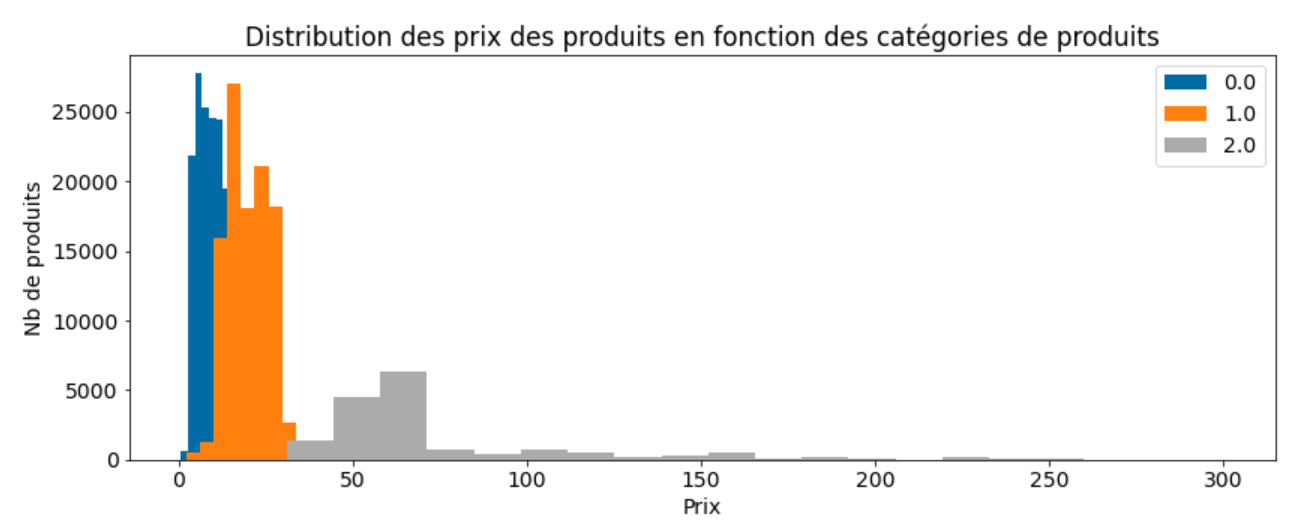 Distribution des prix des produits en fonction des catégories de produits
0.0
1.0
2.0
Nb de produits
25000
20000
15000
10000
5000
0
0 50 100 150 200 250 300
Prix